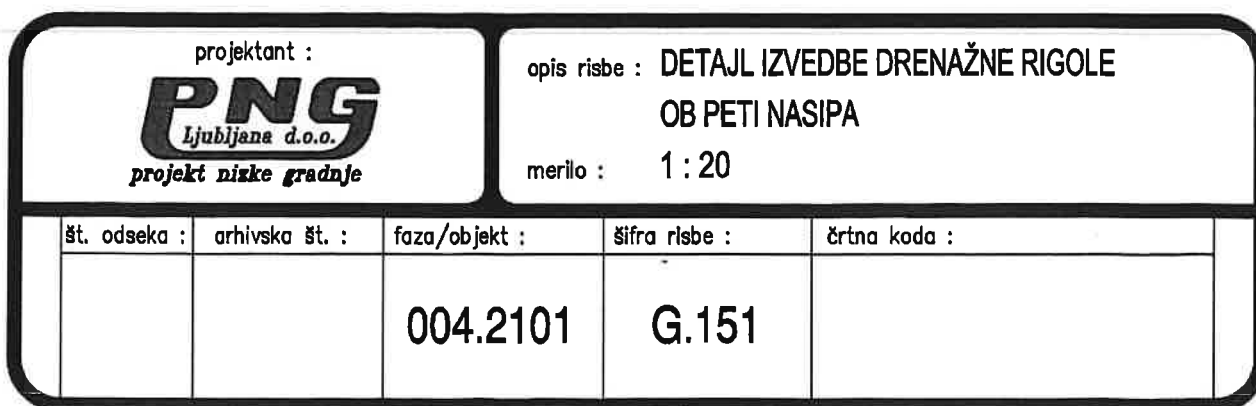 projektant :
PNG
Ljubljana d.o.o.
projekt nizke gradnje
opis risbe : DETAJL IZVEDBE DRENAŽNE RIGOLE
OB PETI NASIPA
merilo : 1 : 20
št. odseka : arhivska št. : faza/objekt : šifra risbe : črtna koda :
004.2101 G.151